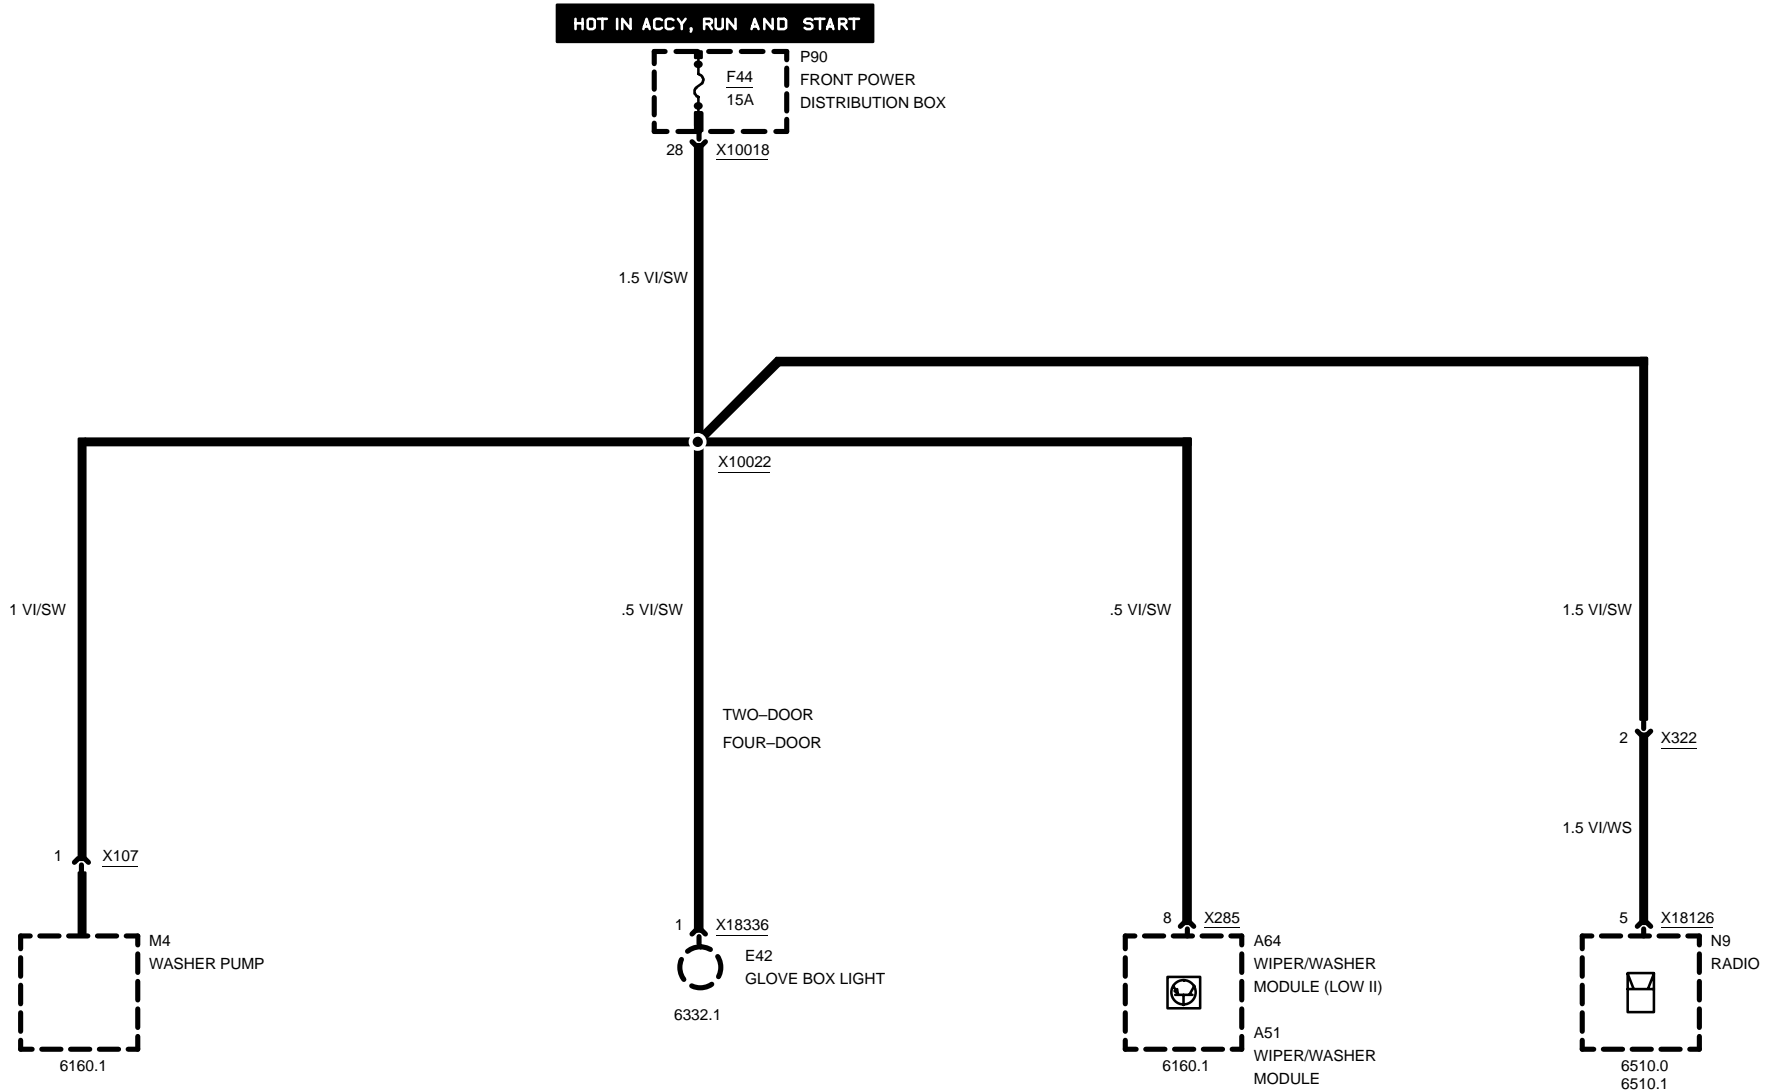 HOT IN ACCY, RUN AND START
P90
FRONT POWER
DISTRIBUTION BOX
F44
15A
28 X10018
1.5 VI/SW
X10022
1 VI/SW
.5 VI/SW
.5 VI/SW
1.5 VI/SW
TWO–DOOR
FOUR–DOOR
2 X322
1.5 VI/WS
1 X107
1 X18336
8 X285
5 X18126
M4
WASHER PUMP
6160.1
E42
GLOVE BOX LIGHT
6332.1
A64
WIPER/WASHER
MODULE (LOW II)
A51
WIPER/WASHER
MODULE
6160.1
N9
RADIO
6510.0
6510.1